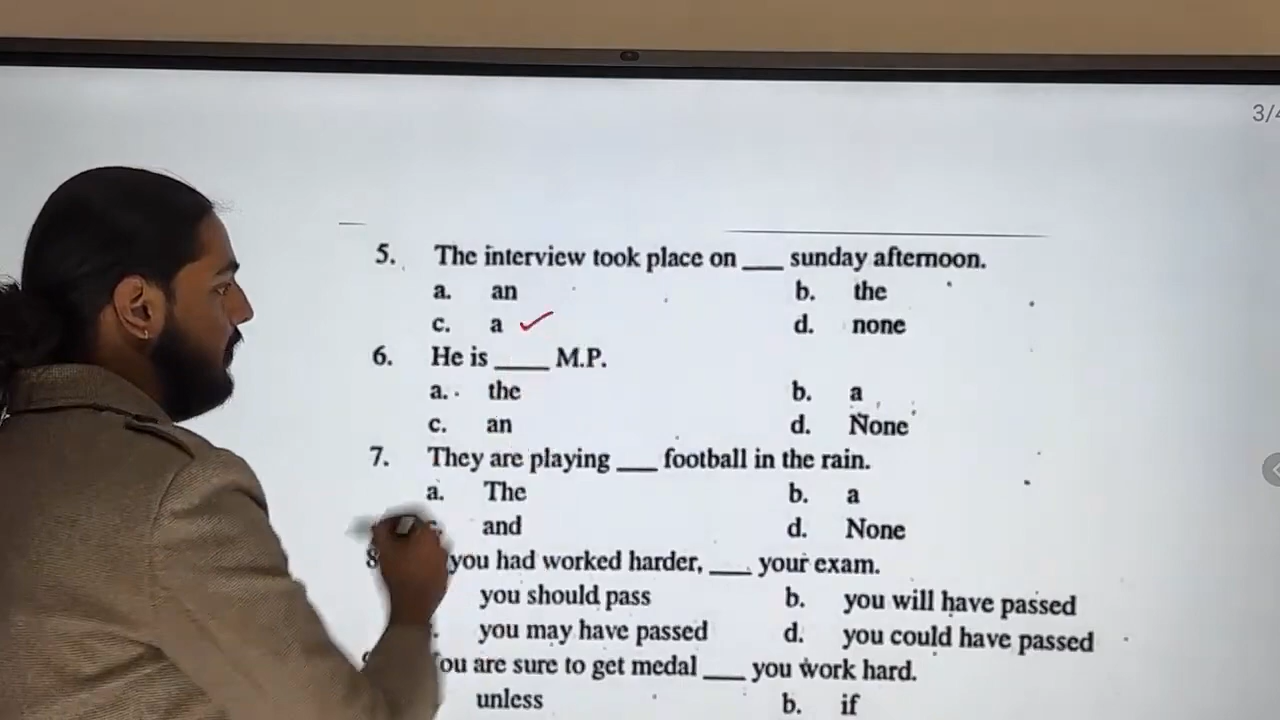 3/4
5. The interview took place on ___ sunday afternoon.
a. an b. the
c. a ✓ d. none
6. He is ____ M.P.
a. the b. a
c. an d. None
7. They are playing ___ football in the rain.
a. The b. a
and d. None
8 you had worked harder, ___ your exam.
you should pass b. you will have passed
you may have passed d. you could have passed
ou are sure to get medal ___ you work hard.
unless b. if